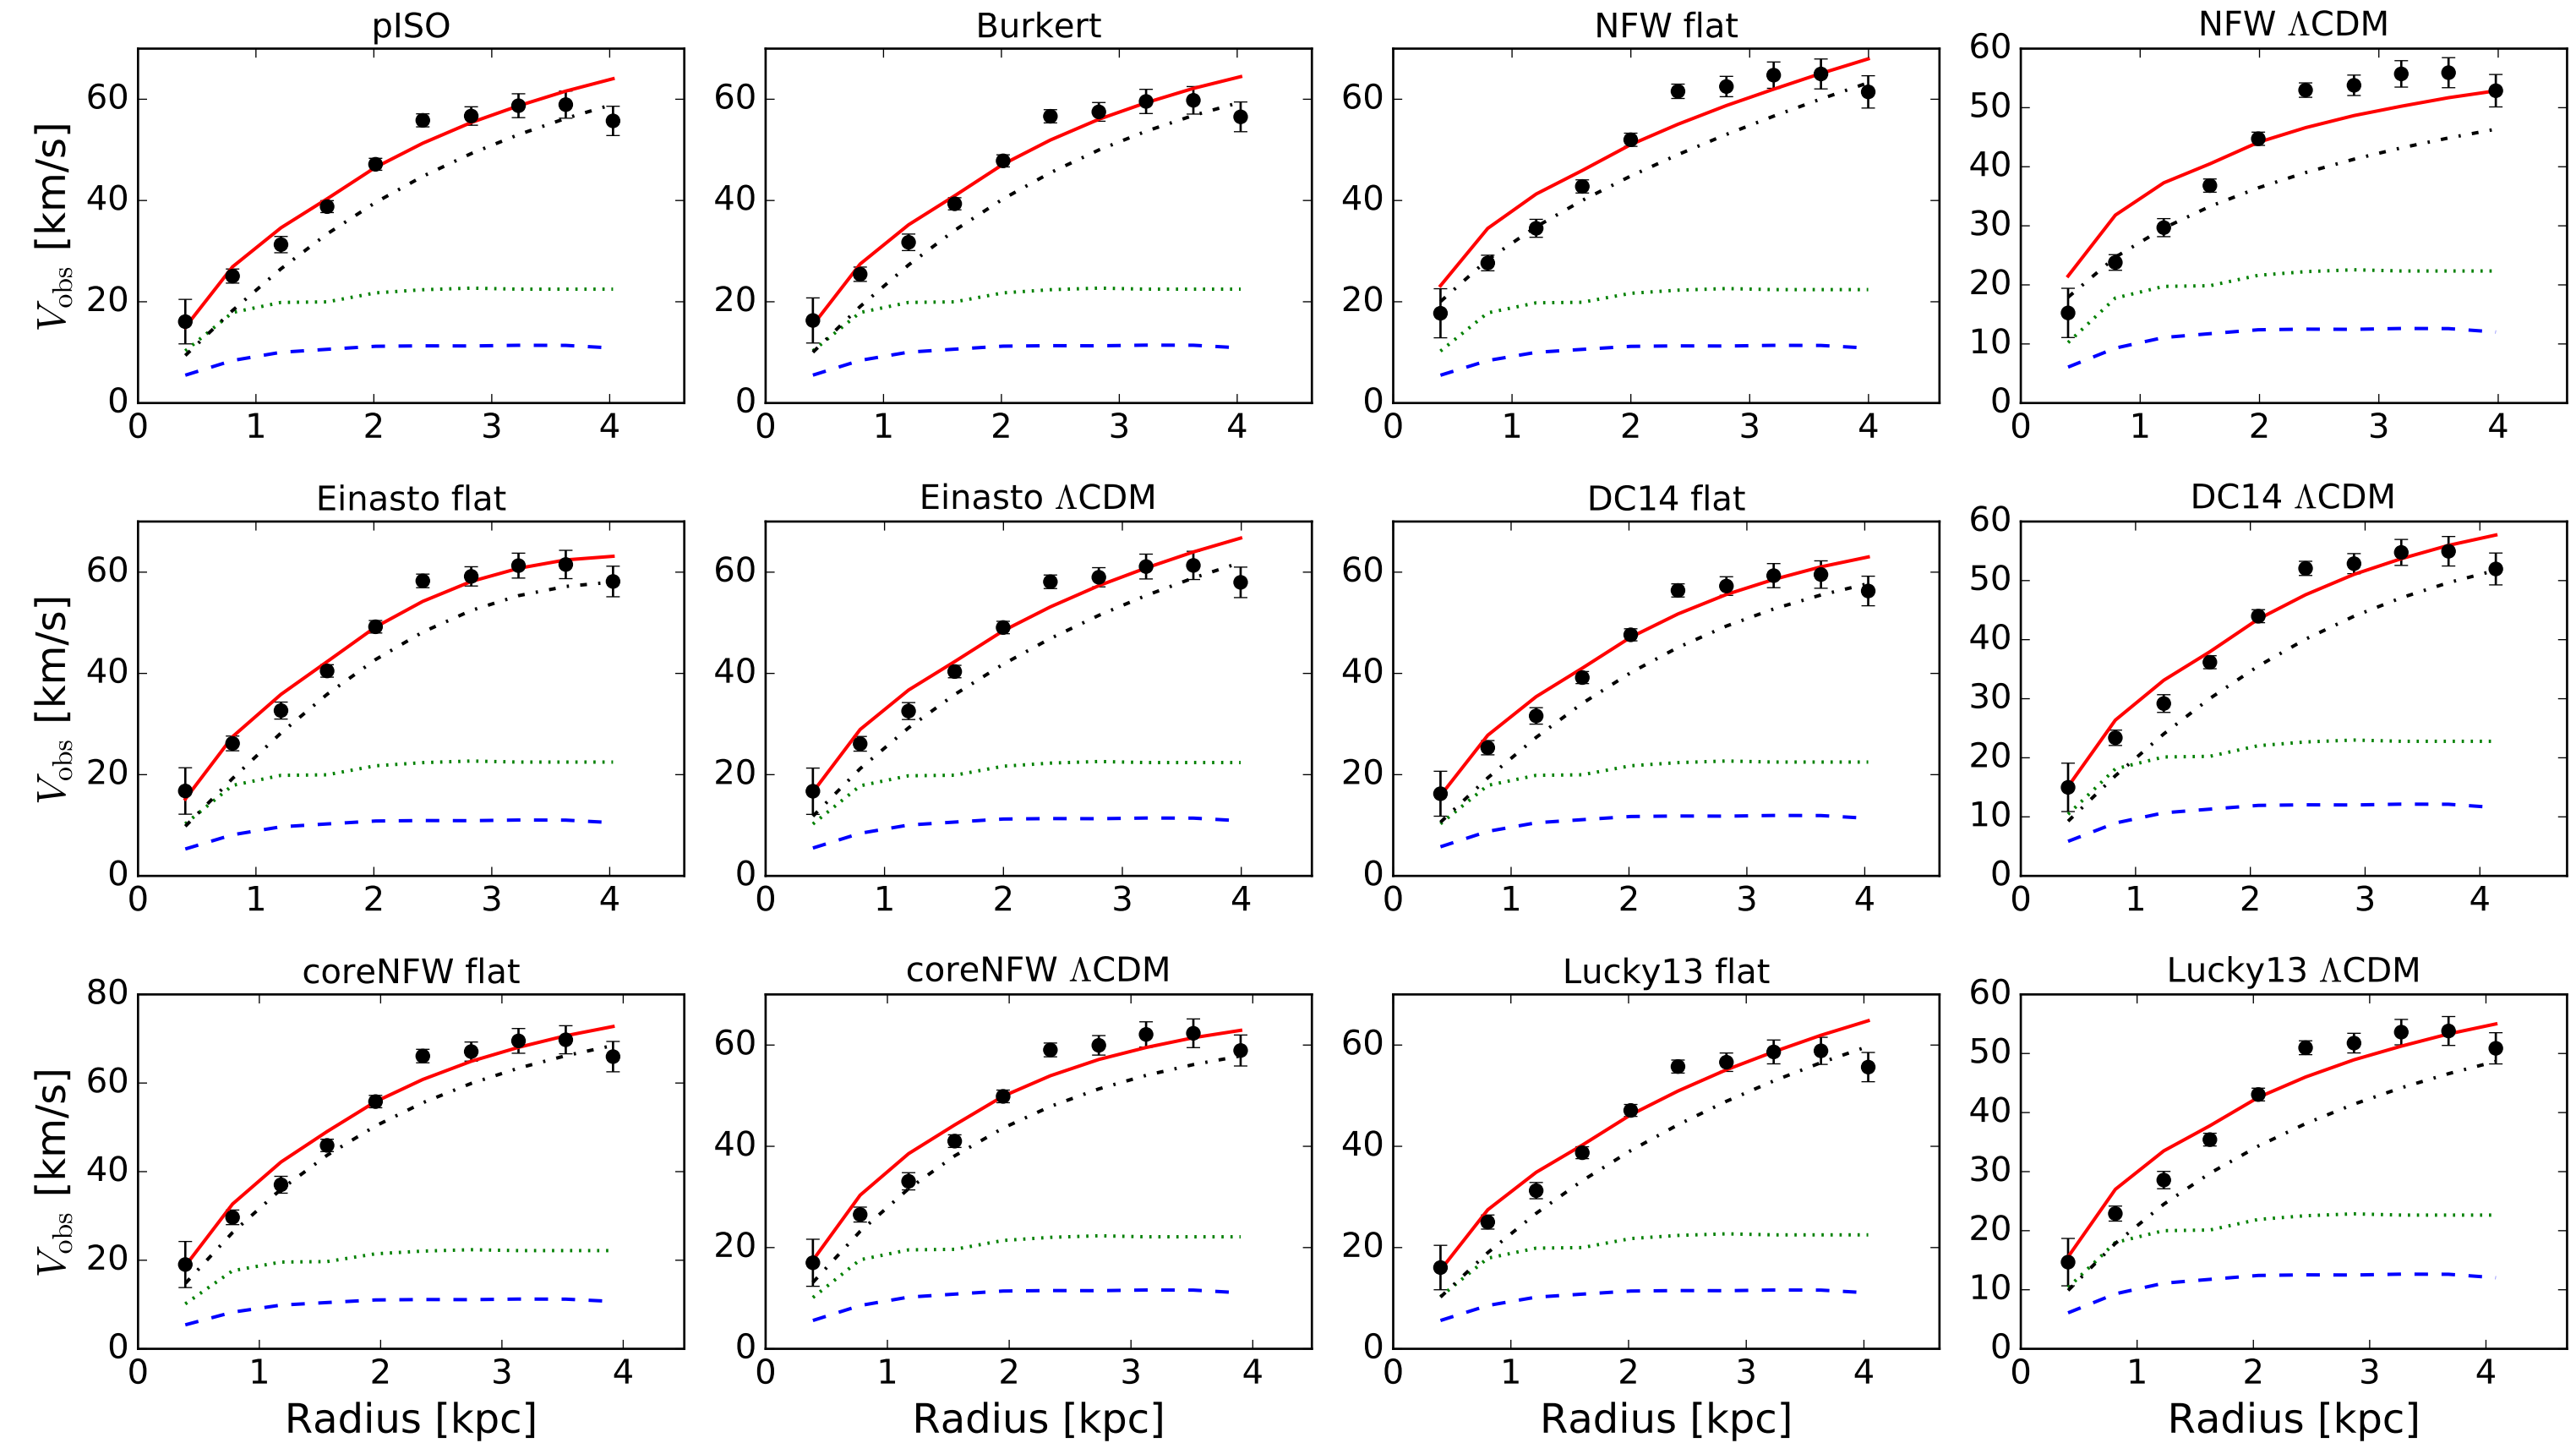 pISO Burkert NFW flat NFW ΛCDM
60 60 60 60
50
40 40 40 40
30
20 20 20 20
10
0 0 0 0
V_obs [km/s]
0 1 2 3 4 0 1 2 3 4 0 1 2 3 4 0 1 2 3 4
Einasto flat Einasto ΛCDM DC14 flat DC14 ΛCDM
60 60 60 60
50
40 40 40 40
30
20 20 20 20
10
0 0 0 0
V_obs [km/s]
0 1 2 3 4 0 1 2 3 4 0 1 2 3 4 0 1 2 3 4
coreNFW flat coreNFW ΛCDM Lucky13 flat Lucky13 ΛCDM
80 60 60 60
60 50
40 40 40 40
30
20 20 20 20
10
0 0 0 0
V_obs [km/s]
0 1 2 3 4 0 1 2 3 4 0 1 2 3 4 0 1 2 3 4
Radius [kpc] Radius [kpc] Radius [kpc] Radius [kpc]